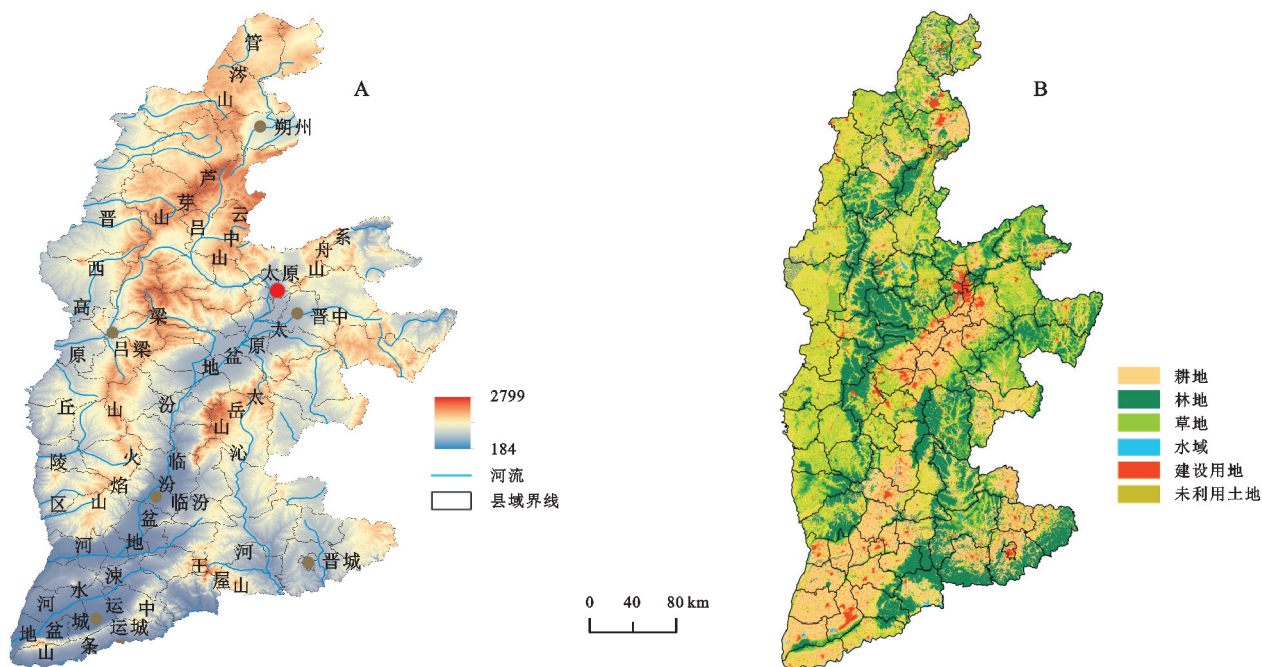 管涔山
A
朔州
芦芽山
云中山
系舟山
晋西高原丘陵区
吕梁山
太原
晋中
太原盆地
吕梁
太岳山
汾河
沁河
火焰山
临汾盆地
临汾
晋城
王屋山
涑水河
运城盆地
运城
中条山
2799
184
河流
县域界线
0 40 80 km
B
耕地
林地
草地
水域
建设用地
未利用土地